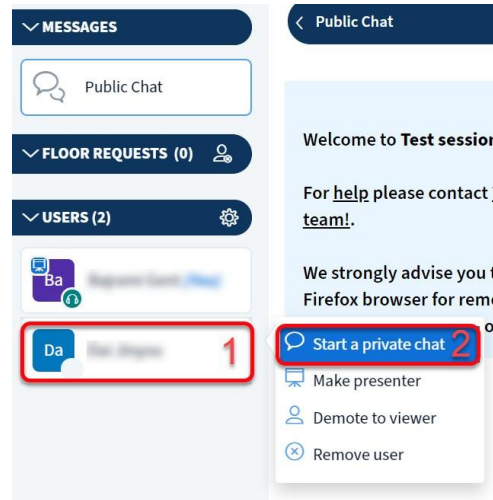 MESSAGES
Public Chat
FLOOR REQUESTS (0)
USERS (2)
Ba
Da
1
Public Chat
Welcome to Test session
For help please contact
team!.
We strongly advise you t
Firefox browser for rem
Start a private chat 2
Make presenter
Demote to viewer
Remove user